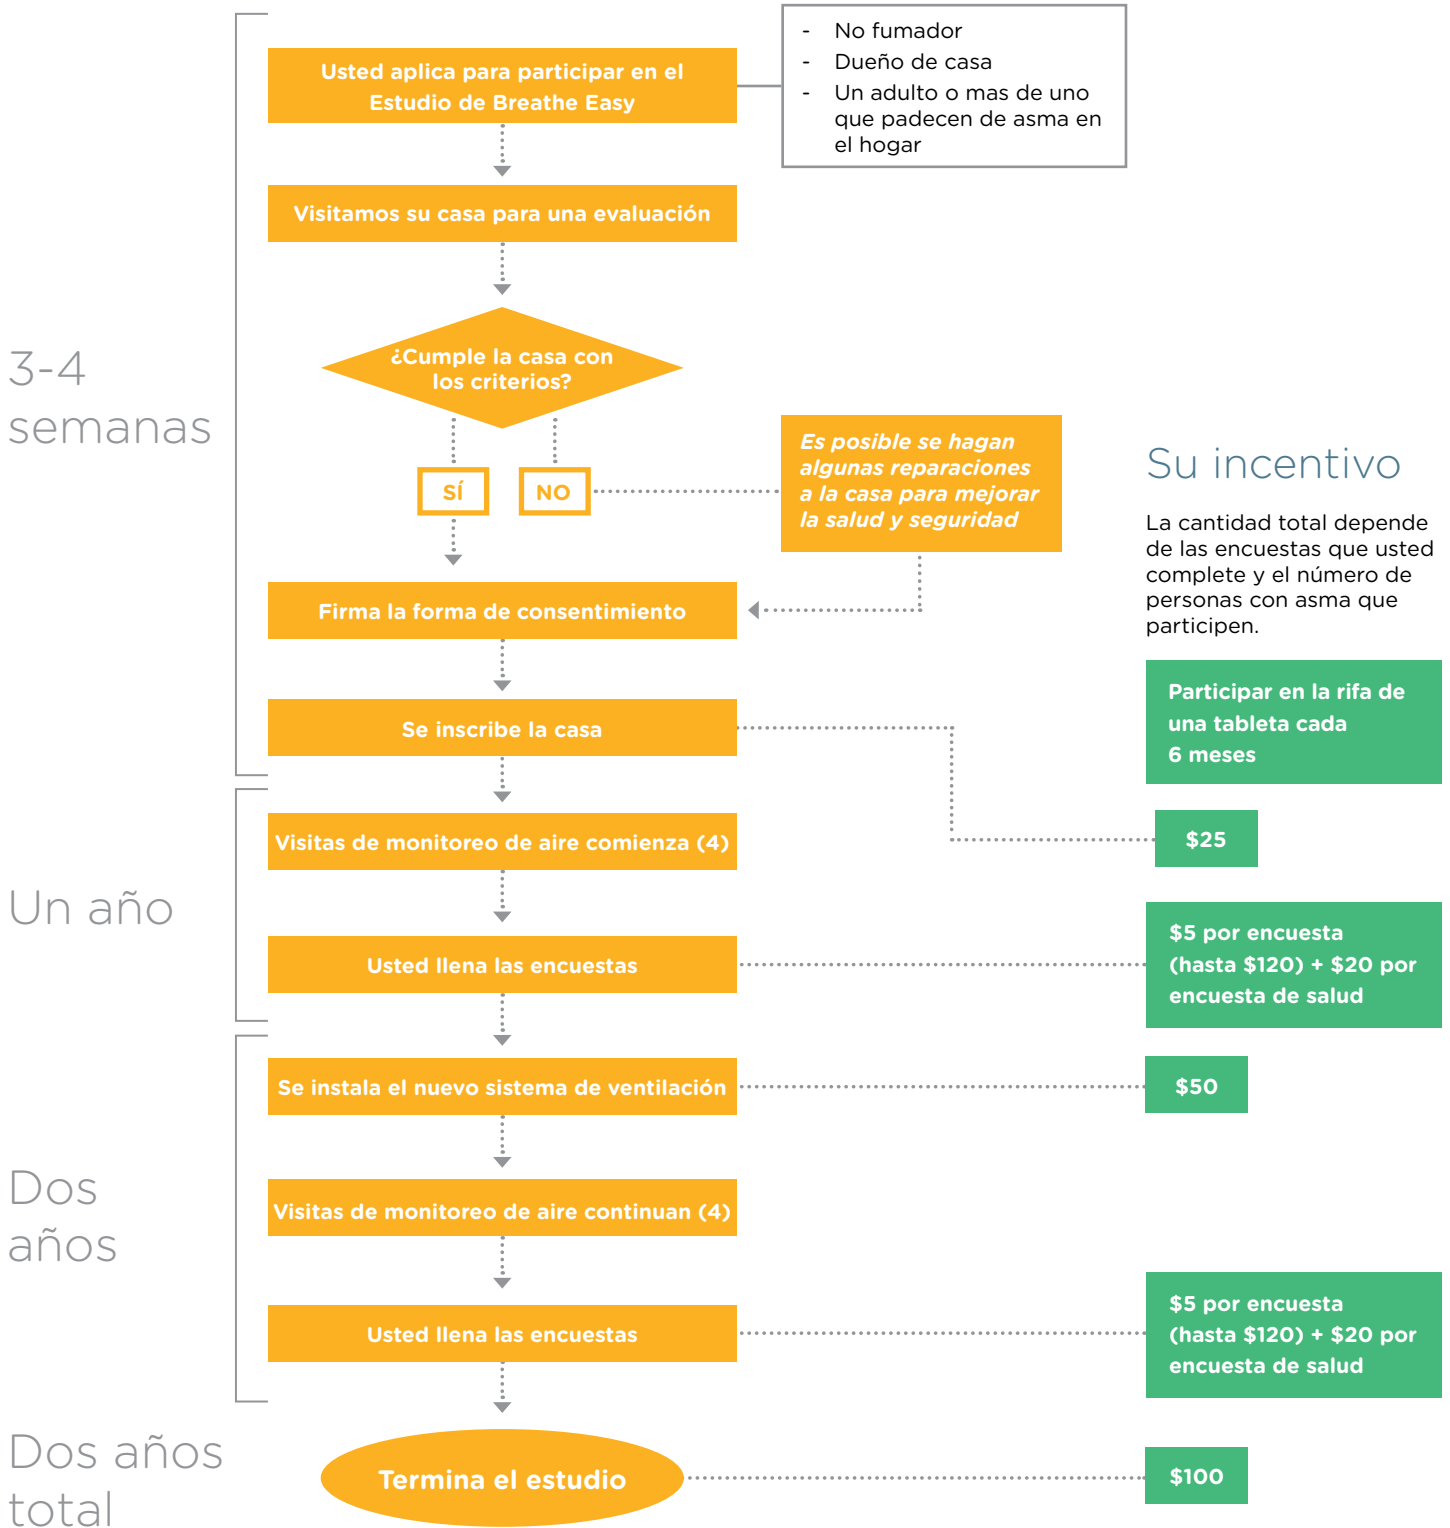 Usted aplica para participar en el
Estudio de Breathe Easy
- No fumador
- Dueño de casa
- Un adulto o mas de uno
que padecen de asma en
el hogar
Visitamos su casa para una evaluación
3-4
semanas
¿Cumple la casa con
los criterios?
SÍ
NO
Es posible se hagan
algunas reparaciones
a la casa para mejorar
la salud y seguridad
Su incentivo
La cantidad total depende
de las encuestas que usted
complete y el número de
personas con asma que
participen.
Firma la forma de consentimiento
Participar en la rifa de
una tableta cada
6 meses
Se inscribe la casa
Un año
Visitas de monitoreo de aire comienza (4)
$25
Usted llena las encuestas
$5 por encuesta
(hasta $120) + $20 por
encuesta de salud
Dos
años
Se instala el nuevo sistema de ventilación
$50
Visitas de monitoreo de aire continuan (4)
Usted llena las encuestas
$5 por encuesta
(hasta $120) + $20 por
encuesta de salud
Dos años
total
Termina el estudio
$100